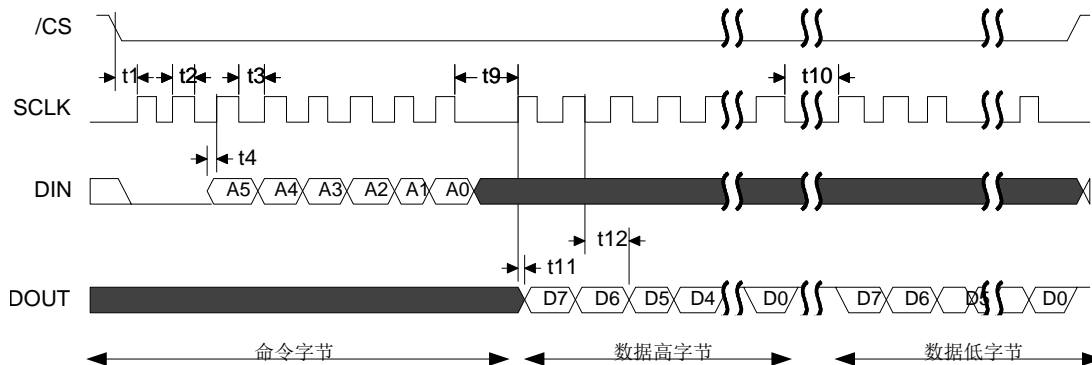 /CS
t1 t2 t3 t9 t10
SCLK
t4
DIN A5 A4 A3 A2 A1 A0
t12
t11
DOUT D7 D6 D5 D4 D0 D7 D6 D5 D0
命令字节 数据高字节 数据低字节